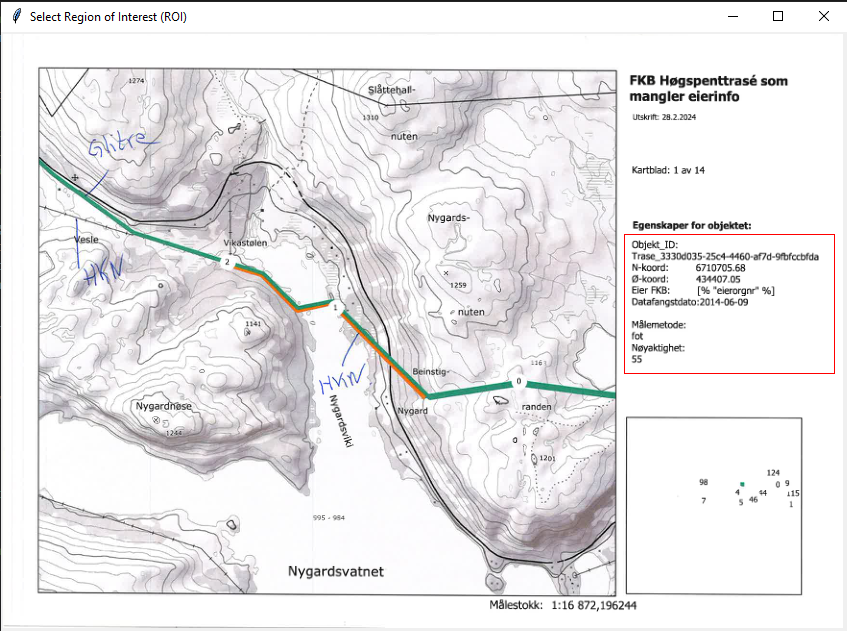 Select Region of Interest (ROI)
FKB Høgspenttrasé som
mangler eierinfo
Utskrift: 28.2.2024
Kartblad: 1 av 14
Egenskaper for objektet:
Objekt_ID:
Trase_3330d035-25c4-4460-af7d-9fbfccbfda
N-koord: 6710705.68
Ø-koord: 434407.05
Eier FKB: [% "eierorgnr" %]
Datafangstdato:2014-06-09
Målemetode:
fot
Nøyaktighet:
55
1274
Slåttehall-
1310
nuten
Glitre
Vesle
HKN
Vikastølen
2
Nygards-
1259
nuten
1
1141
HKN
Beinstig-
1161
0
Nygard
randen
Nygardnøse
1244
Nygardsviki
1201
995 - 984
Nygardsvatnet
98
124
0
9
4
44
115
7
5
46
1
Målestokk: 1:16 872,196244